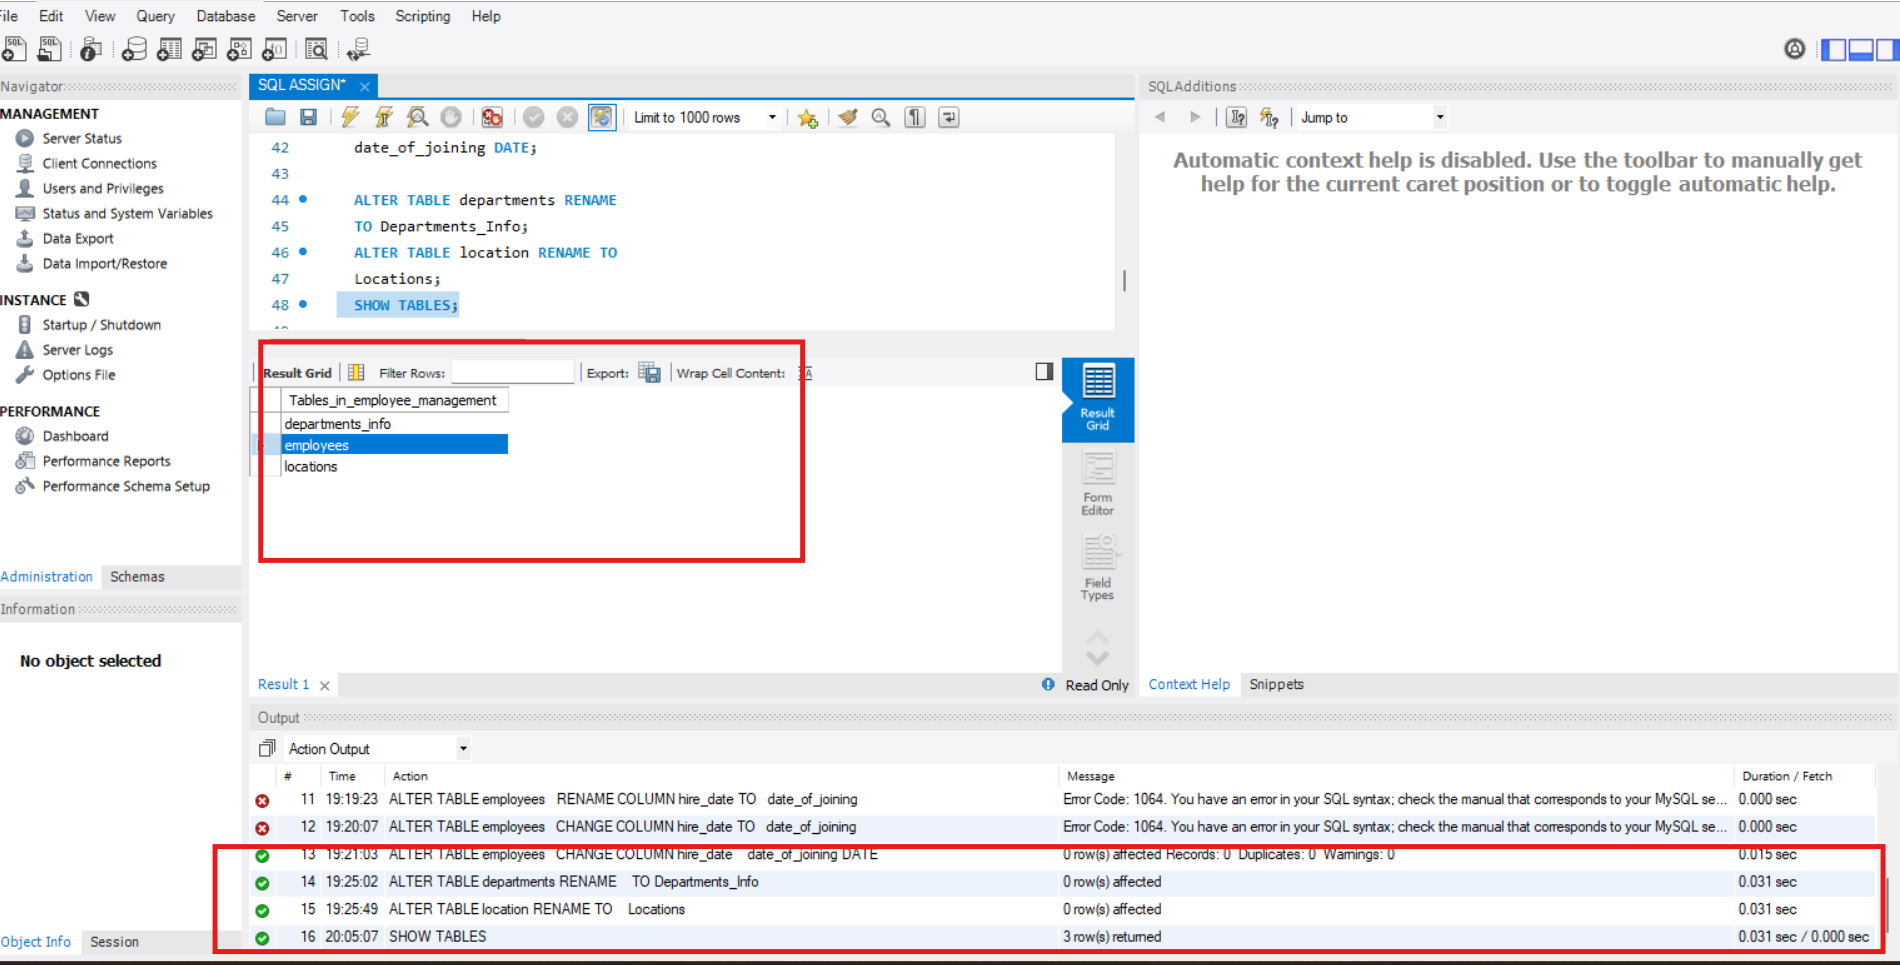 File Edit View Query Database Server Tools Scripting Help
Navigator
MANAGEMENT
Server Status
Client Connections
Users and Privileges
Status and System Variables
Data Export
Data Import/Restore
INSTANCE
Startup / Shutdown
Server Logs
Options File
PERFORMANCE
Dashboard
Performance Reports
Performance Schema Setup
Administration Schemas
Information
No object selected
Object Info Session
SQL ASSIGN*
Limit to 1000 rows
42 date_of_joining DATE;
43
44 ALTER TABLE departments RENAME
45 TO Departments_Info;
46 ALTER TABLE location RENAME TO
47 Locations;
48 SHOW TABLES;
Result Grid Filter Rows: Export: Wrap Cell Content:
Tables_in_employee_management
departments_info
employees
locations
Result
Grid
Form
Editor
Field
Types
Result 1
Read Only
SQLAdditions
Jump to
Automatic context help is disabled. Use the toolbar to manually get
help for the current caret position or to toggle automatic help.
Context Help Snippets
Output
Action Output
# Time Action Message Duration / Fetch
11 19:19:23 ALTER TABLE employees RENAME COLUMN hire_date TO date_of_joining Error Code: 1064. You have an error in your SQL syntax; check the manual that corresponds to your MySQL se... 0.000 sec
12 19:20:07 ALTER TABLE employees CHANGE COLUMN hire_date TO date_of_joining Error Code: 1064. You have an error in your SQL syntax; check the manual that corresponds to your MySQL se... 0.000 sec
13 19:21:03 ALTER TABLE employees CHANGE COLUMN hire_date date_of_joining DATE 0 row(s) affected Records: 0 Duplicates: 0 Warnings: 0 0.015 sec
14 19:25:02 ALTER TABLE departments RENAME TO Departments_Info 0 row(s) affected 0.031 sec
15 19:25:49 ALTER TABLE location RENAME TO Locations 0 row(s) affected 0.031 sec
16 20:05:07 SHOW TABLES 3 row(s) returned 0.031 sec / 0.000 sec